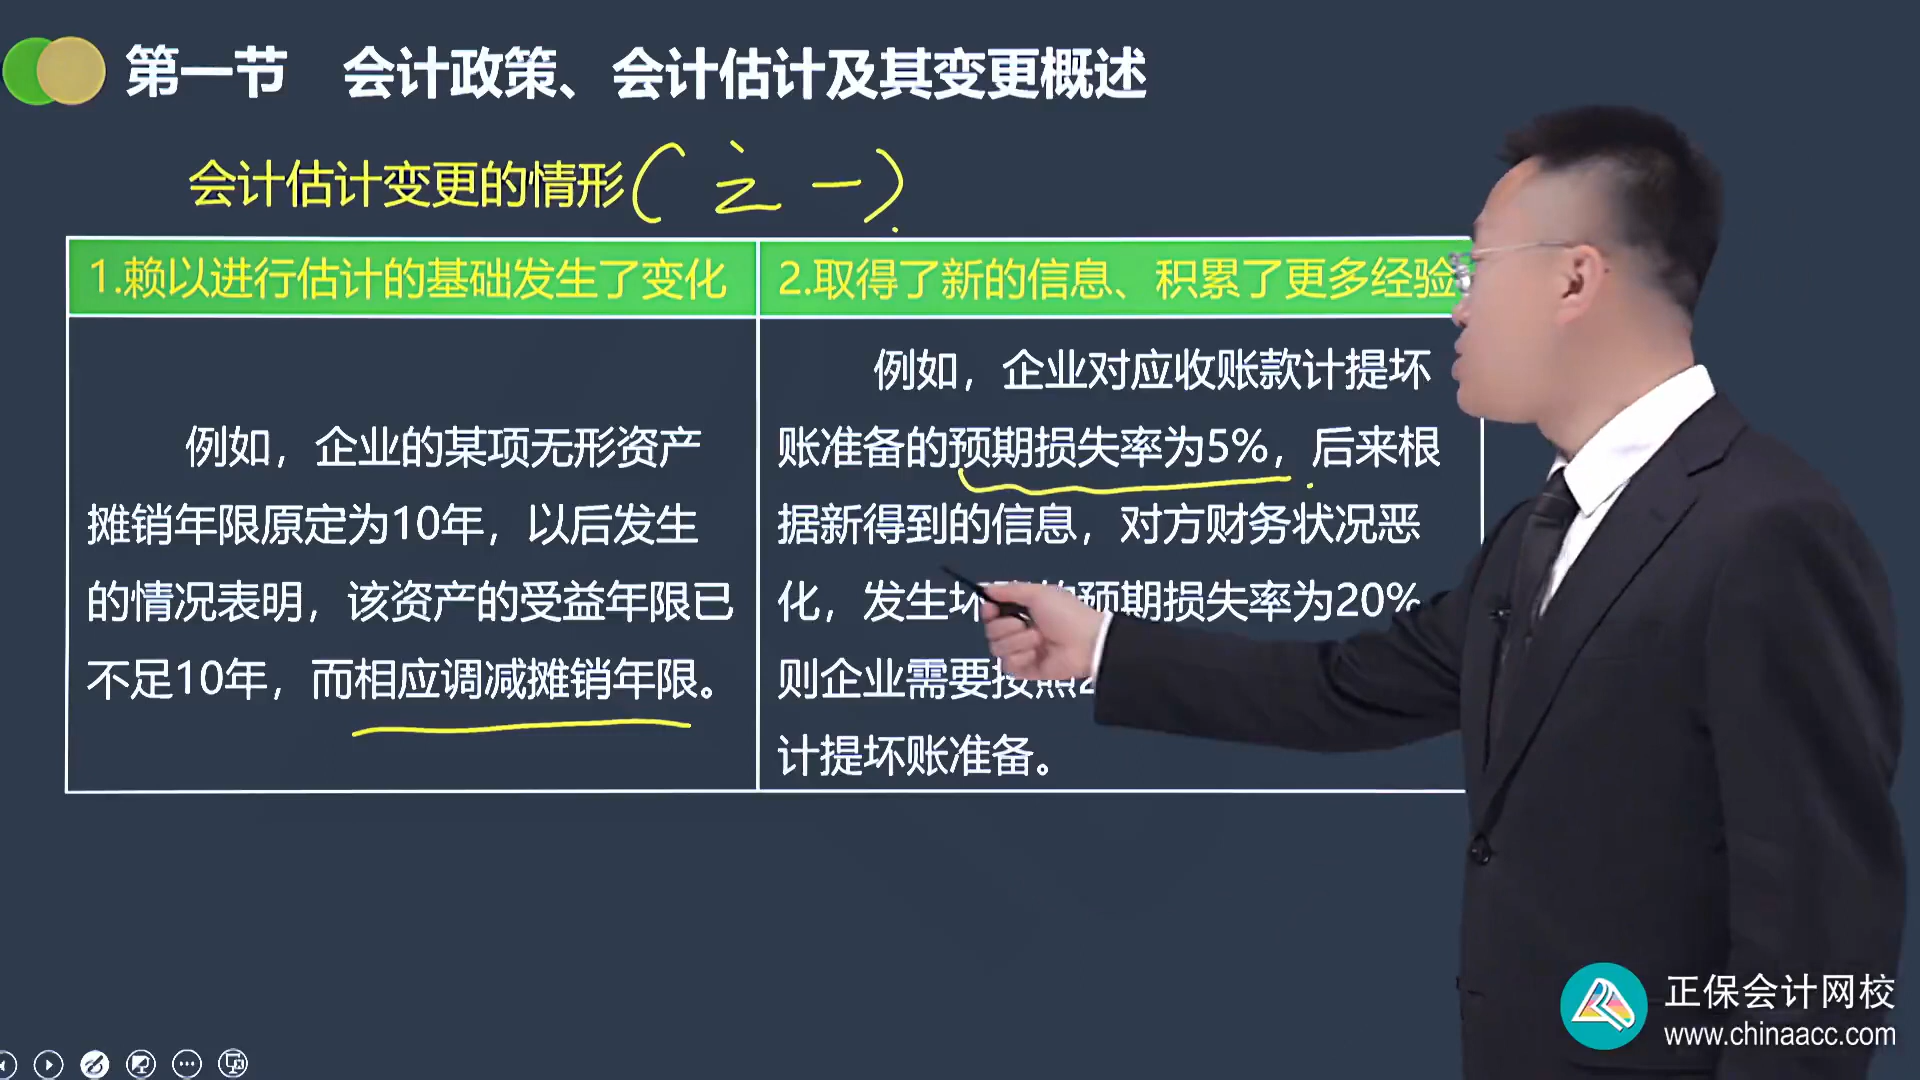 第一节 会计政策、会计估计及其变更概述
会计估计变更的情形(之一)
1.赖以进行估计的基础发生了变化
2.取得了新的信息、积累了更多经验
例如，企业的某项无形资产
摊销年限原定为10年，以后发生
的情况表明，该资产的受益年限已
不足10年，而相应调减摊销年限。
例如，企业对应收账款计提坏
账准备的预期损失率为5%，后来根
据新得到的信息，对方财务状况恶
化，发生坏 预期损失率为20%
则企业需要按照
计提坏账准备。
正保会计网校
www.chinaacc.com